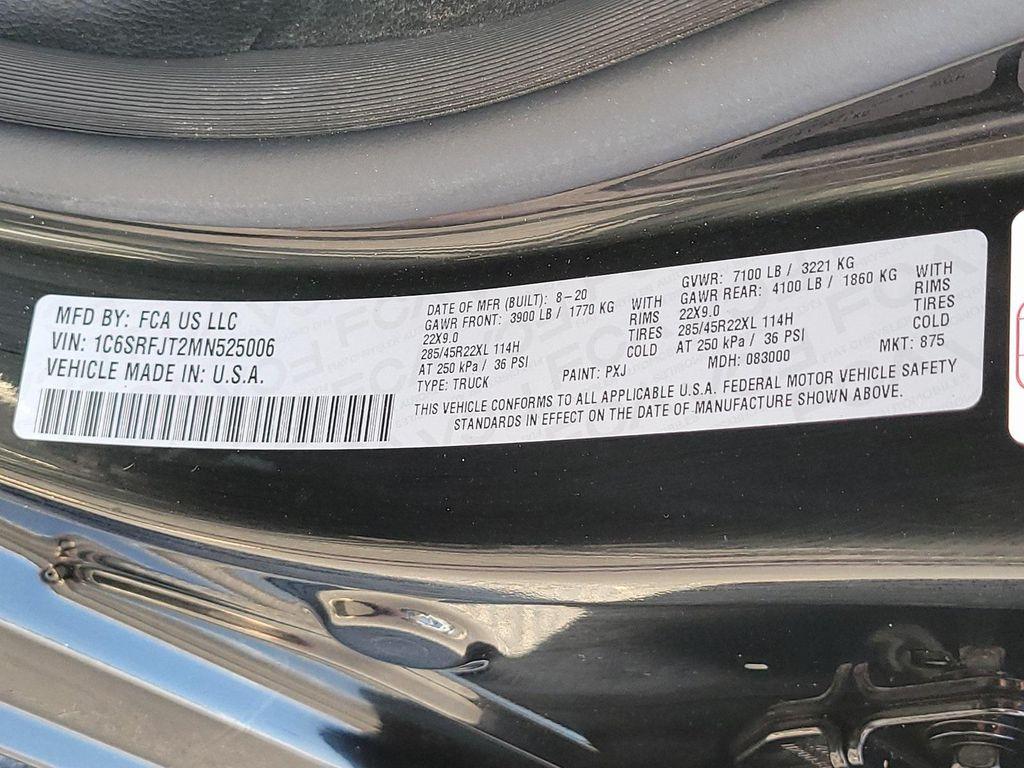 MFD BY: FCA US LLC
VIN: 1C6SRFJT2MN525006
VEHICLE MADE IN: U.S.A.
DATE OF MFR (BUILT): 8-20
GAWR FRONT: 3900 LB / 1770 KG WITH
22X9.0 RIMS
285/45R22XL 114H TIRES
AT 250 kPa / 36 PSI COLD
TYPE: TRUCK PAINT: PXJ
GVWR: 7100 LB / 3221 KG
GAWR REAR: 4100 LB / 1860 KG WITH
22X9.0 RIMS
285/45R22XL 114H TIRES
AT 250 kPa / 36 PSI COLD
MDH: 083000 MKT: 875
THIS VEHICLE CONFORMS TO ALL APPLICABLE U.S.A. FEDERAL MOTOR VEHICLE SAFETY
STANDARDS IN EFFECT ON THE DATE OF MANUFACTURE SHOWN ABOVE.